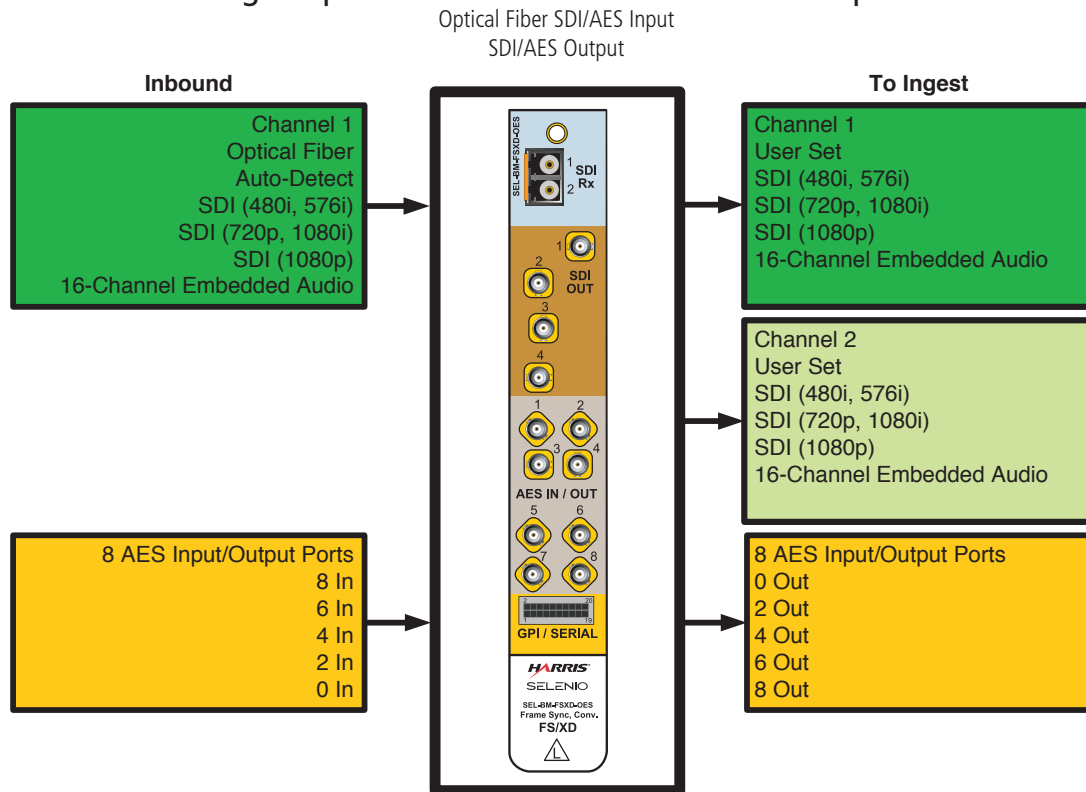 Optical Fiber SDI/AES Input
SDI/AES Output
Inbound
To Ingest
Channel 1
Optical Fiber
Auto-Detect
SDI (480i, 576i)
SDI (720p, 1080i)
SDI (1080p)
16-Channel Embedded Audio
SEL-BM-FSXD-OES
1
2
SDI
Rx
1
2
SDI
OUT
3
4
1 2
3 4
AES IN / OUT
5 6
7 8
2 20
1 19
GPI / SERIAL
HARRIS
SELENIO
SEL-BM-FSXD-OES
Frame Sync, Conv.
FS/XD
L
Channel 1
User Set
SDI (480i, 576i)
SDI (720p, 1080i)
SDI (1080p)
16-Channel Embedded Audio
Channel 2
User Set
SDI (480i, 576i)
SDI (720p, 1080i)
SDI (1080p)
16-Channel Embedded Audio
8 AES Input/Output Ports
8 In
6 In
4 In
2 In
0 In
8 AES Input/Output Ports
0 Out
2 Out
4 Out
6 Out
8 Out